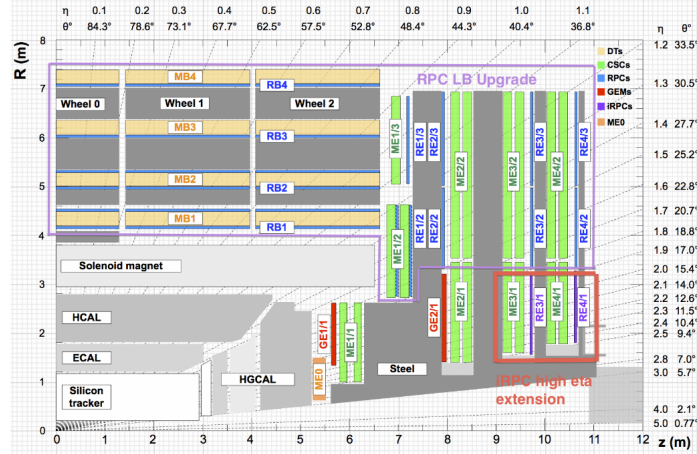 η 0.1 0.2 0.3 0.4 0.5 0.6 0.7 0.8 0.9 1.0 1.1 η θ°
θ° 84.3° 78.6° 73.1° 67.7° 62.5° 57.5° 52.8° 48.4° 44.3° 40.4° 36.8°
1.2 33.5°
1.3 30.5°
1.4 27.7°
1.5 25.2°
1.6 22.8°
1.7 20.7°
1.8 18.8°
1.9 17.0°
2.0 15.4°
2.1 14.0°
2.2 12.6°
2.3 11.5°
2.4 10.4°
2.5 9.4°
2.8 7.0°
3.0 5.7°
4.0 2.1°
5.0 0.77°
R (m)
8
7
6
5
4
3
2
1
0
0 1 2 3 4 5 6 7 8 9 10 11 12 z (m)
DTs
CSCs
RPCs
GEMs
iRPCs
ME0
RPC LB Upgrade
MB4
RB4
Wheel 0 Wheel 1 Wheel 2
MB3
RB3
MB2
RB2
MB1
RB1
Solenoid magnet
HCAL
ECAL
Silicon
tracker
HGCAL
Steel
ME0
GE1/1
ME1/1
ME1/2
ME1/3
RE1/3
RE2/3
RE1/2
RE2/2
GE2/1
ME2/1
ME2/2
ME3/2
RE3/3
RE3/2
ME3/1
RE3/1
ME4/2
ME4/1
RE4/3
RE4/2
RE4/1
iRPC high eta
extension